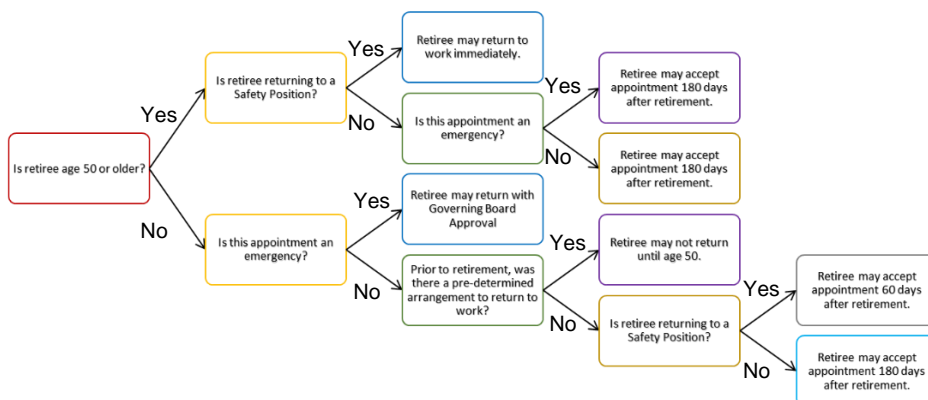 Is retiree age 50 or older?
Yes
No
Is retiree returning to a
Safety Position?
Yes
No
Retiree may return to
work immediately.
Is this appointment an
emergency?
Yes
No
Retiree may accept
appointment 180 days
after retirement.
Retiree may accept
appointment 180 days
after retirement.
Is this appointment an
emergency?
Yes
No
Retiree may return with
Governing Board
Approval
Prior to retirement, was
there a pre-determined
arrangement to return to
work?
Yes
No
Retiree may not return
until age 50.
Is retiree returning to a
Safety Position?
Yes
No
Retiree may accept
appointment 60 days
after retirement.
Retiree may accept
appointment 180 days
after retirement.